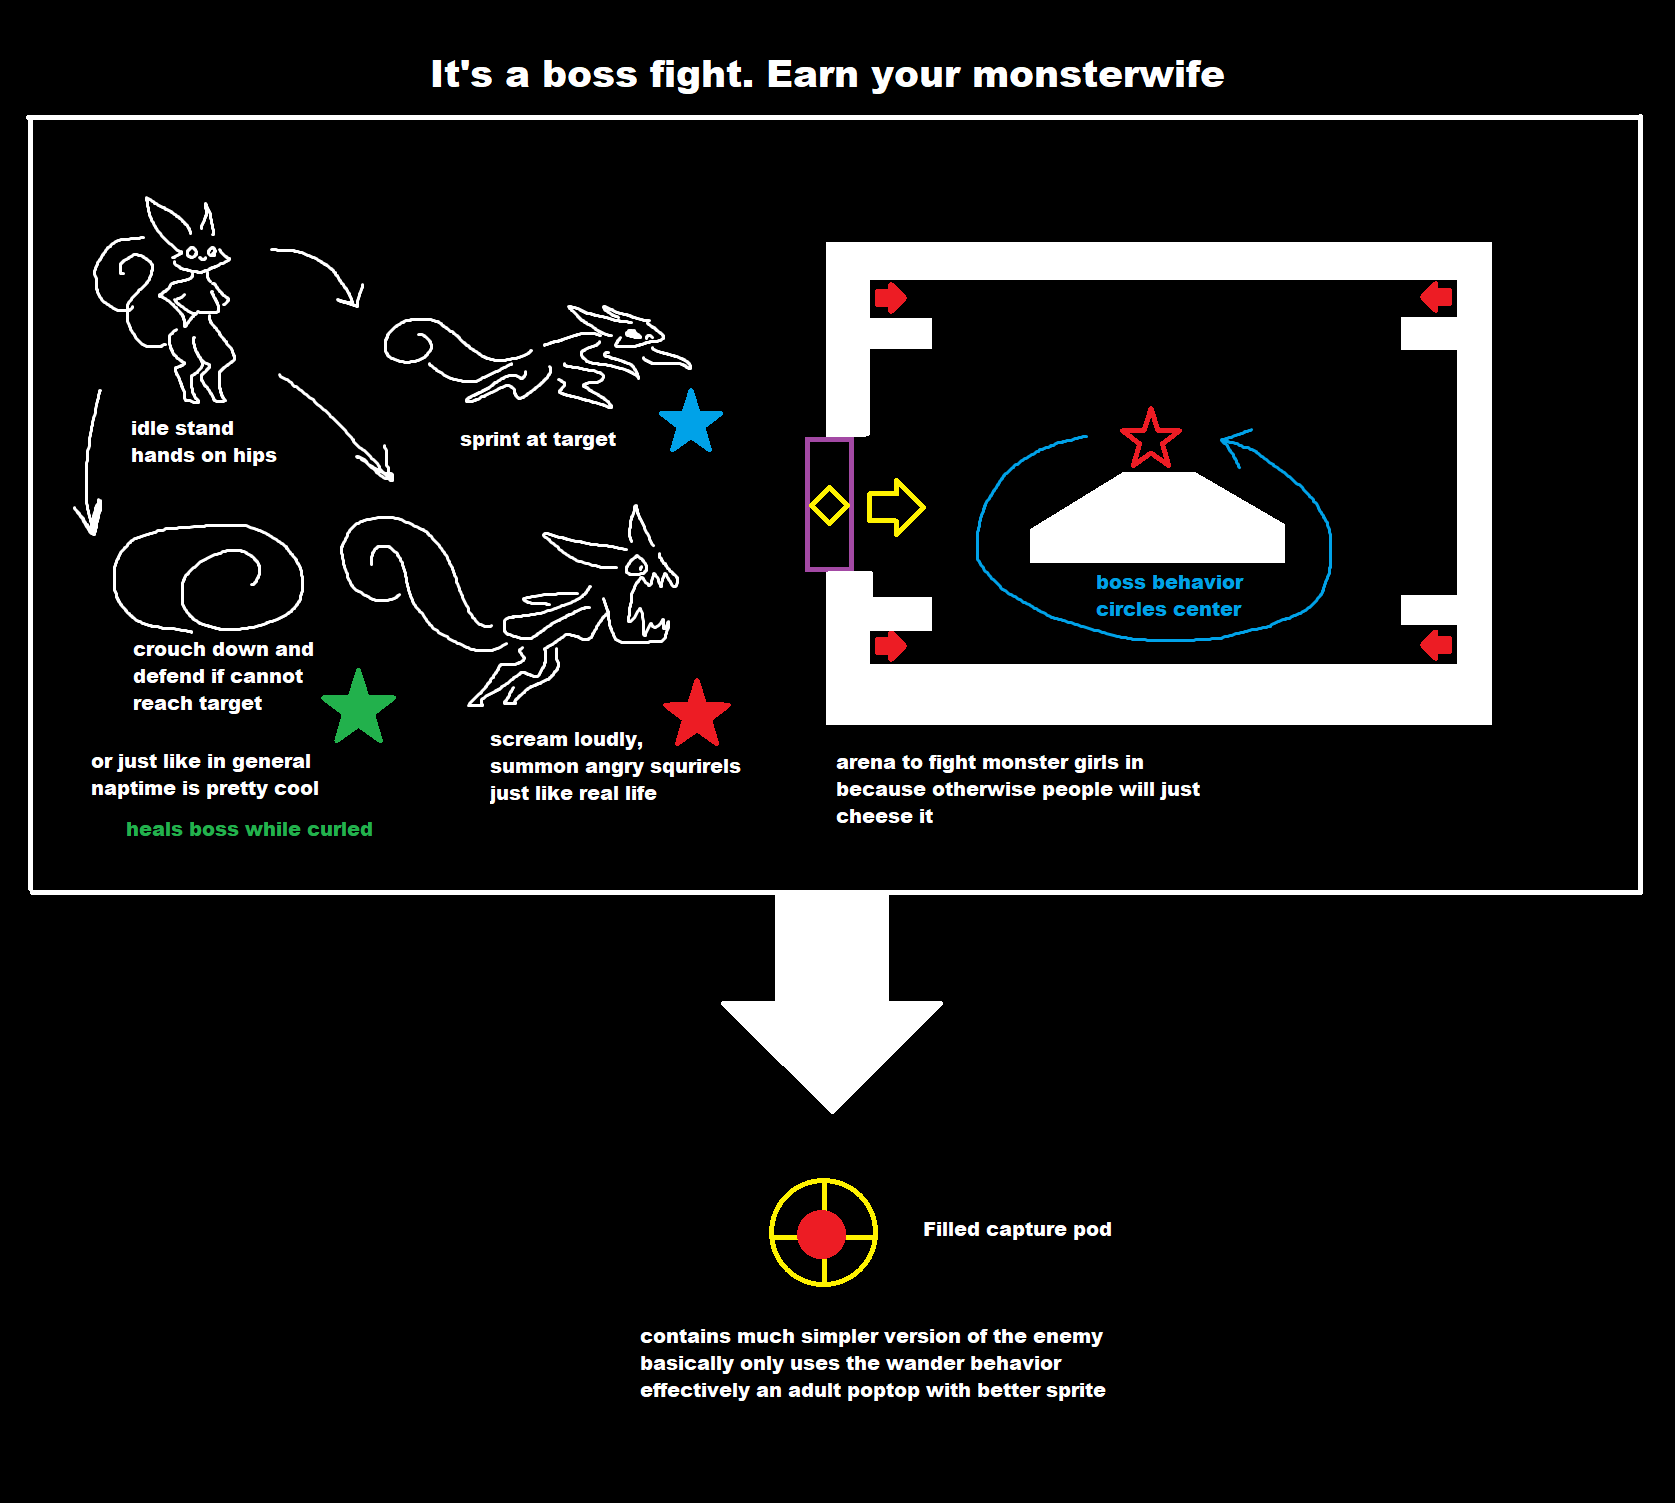 It's a boss fight. Earn your monsterwife
idle stand
hands on hips
sprint at target
crouch down and
defend if cannot
reach target
or just like in general
naptime is pretty cool
heals boss while curled
scream loudly,
summon angry squrirels
just like real life
boss behavior
circles center
arena to fight monster girls in
because otherwise people will just
cheese it
Filled capture pod
contains much simpler version of the enemy
basically only uses the wander behavior
effectively an adult poptop with better sprite